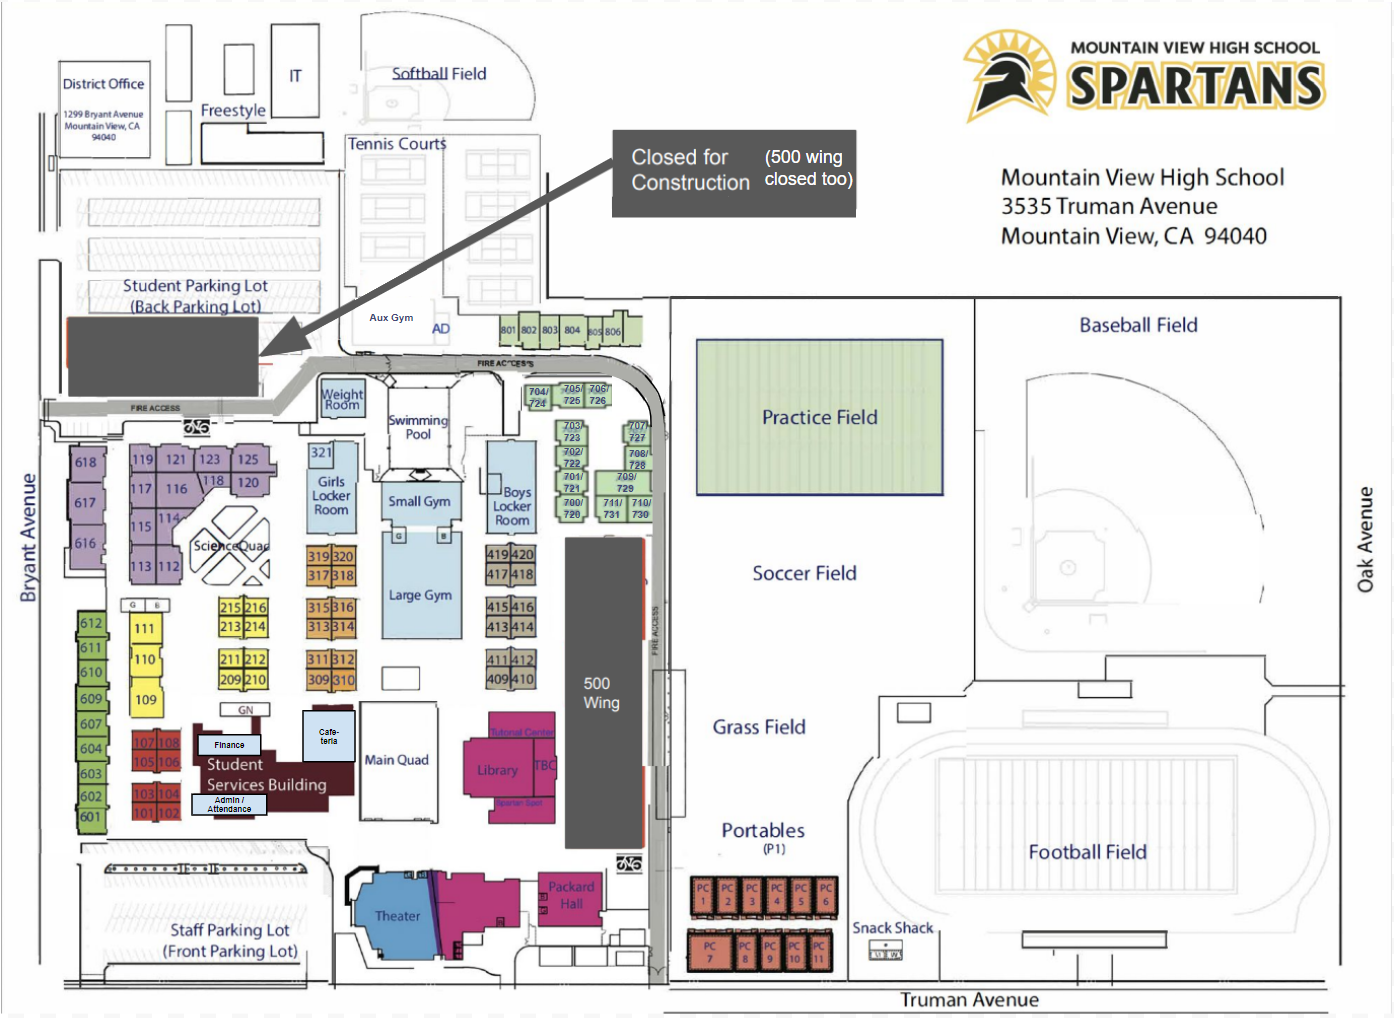 MOUNTAIN VIEW HIGH SCHOOL
SPARTANS
Mountain View High School
3535 Truman Avenue
Mountain View, CA 94040
District Office
1299 Bryant Avenue
Mountain View, CA
94040
Freestyle
IT
Softball Field
Tennis Courts
Closed for
Construction
(500 wing
closed too)
Student Parking Lot
(Back Parking Lot)
Aux Gym
AD
801 802 803 804 805 806
FIRE ACCESS
FIRE ACCESS
Baseball Field
Practice Field
Weight
Room
Swimming
Pool
704/
724
705/
725
706/
726
703/
723
707/
727
702/
722
708/
728
701/
721
709/
729
700/
720
711/
731
710/
730
618
617
616
119 121 123 125
117 116 118 120
115 114
113 112
Science Quad
321
Girls
Locker
Room
Small Gym
G B
Boys
Locker
Room
Large Gym
319 320
317 318
315 316
313 314
311 312
309 310
419 420
417 418
415 416
413 414
411 412
409 410
Bryant Avenue
Oak Avenue
Soccer Field
FIRE ACCESS
G B
111
110
109
215 216
213 214
211 212
209 210
GN
612
611
610
609
607
604
603
602
601
107 108
105 106
103 104
101 102
Finance
Student
Services Building
Admin /
Attendance
Cafe-
teria
Main Quad
Tutorial Center
Library
TBC
Spartan Spot
500
Wing
Grass Field
Portables
(P1)
PC
1
PC
2
PC
3
PC
4
PC
5
PC
6
PC
7
PC
8
PC
9
PC
10
PC
11
Football Field
Snack Shack
Theater
Packard
Hall
Staff Parking Lot
(Front Parking Lot)
Truman Avenue